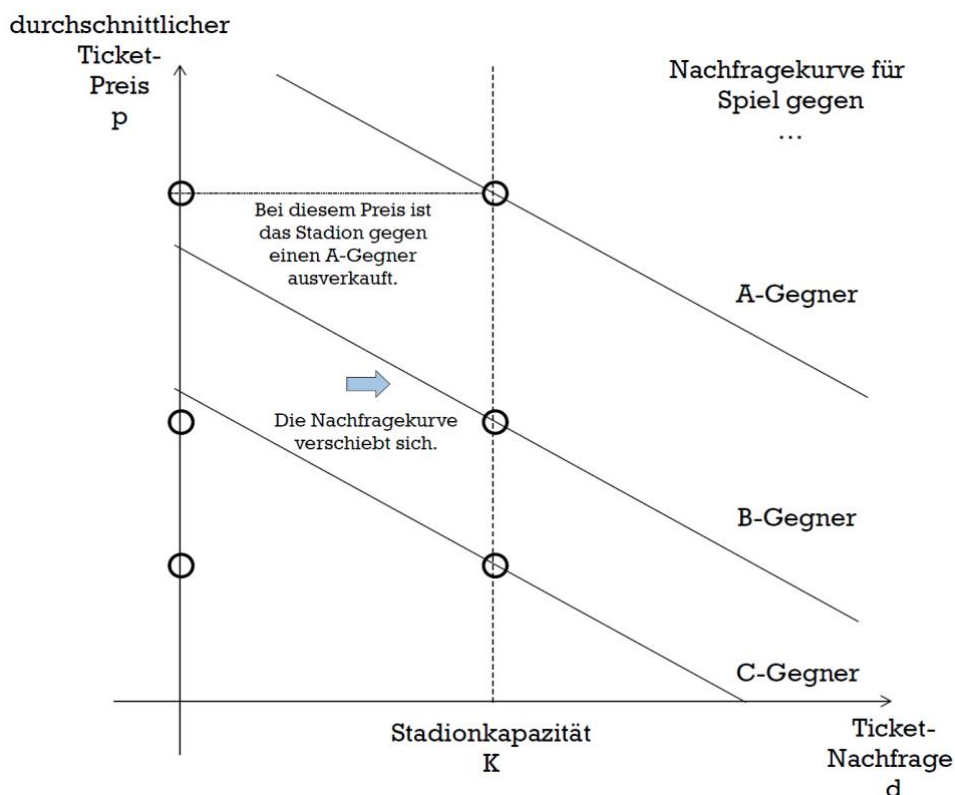 durchschnittlicher
Ticket-
Preis
p
Nachfragekurve für
Spiel gegen
...
Bei diesem Preis ist
das Stadion gegen
einen A-Gegner
ausverkauft.
A-Gegner
Die Nachfragekurve
verschiebt sich.
B-Gegner
C-Gegner
Stadionkapazität
K
Ticket-
Nachfrage
d